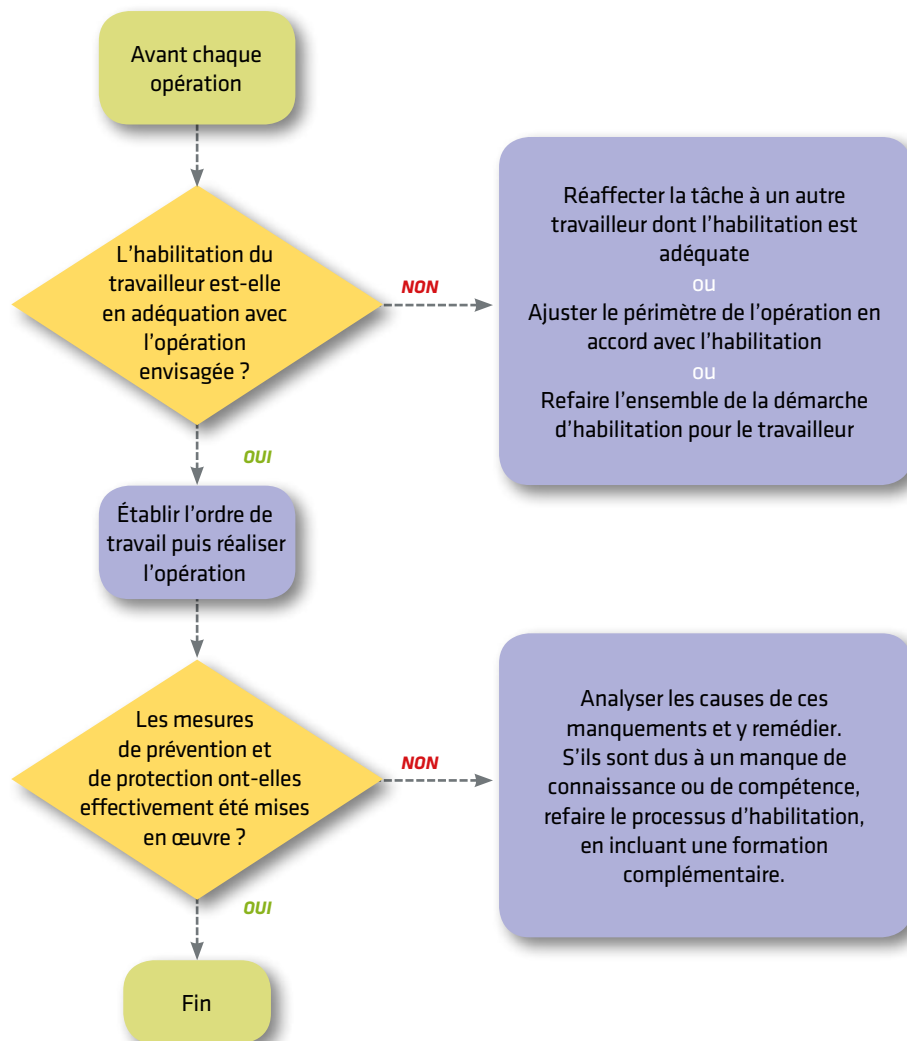 Avant chaque
opération
L'habilitation du
travailleur est-elle
en adéquation avec
l'opération
envisagée ?
NON
Réaffecter la tâche à un autre
travailleur dont l'habilitation est
adéquate
ou
Ajuster le périmètre de l'opération en
accord avec l'habilitation
ou
Refaire l'ensemble de la démarche
d'habilitation pour le travailleur
OUI
Établir l'ordre de
travail puis réaliser
l'opération
Les mesures
de prévention et
de protection ont-elles
effectivement été mises
en œuvre ?
NON
Analyser les causes de ces
manquements et y remédier.
S'ils sont dus à un manque de
connaissance ou de compétence,
refaire le processus d'habilitation,
en incluant une formation
complémentaire.
OUI
Fin